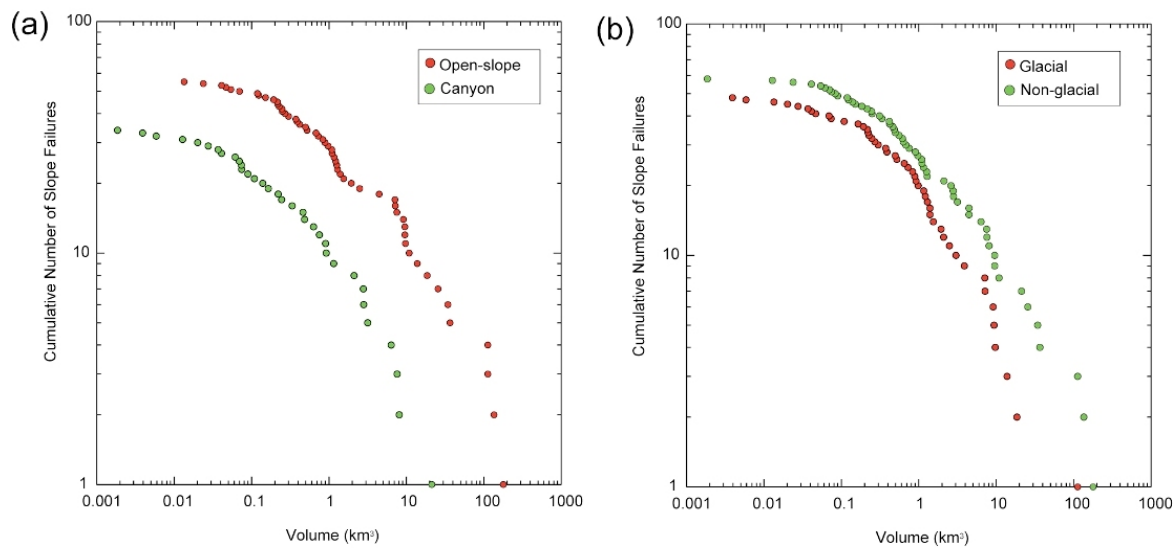 (a)
100
10
1
Cumulative Number of Slope Failures
Open-slope
Canyon
0.001 0.01 0.1 1 10 100 1000
Volume (km³)
(b)
100
10
1
Cumulative Number of Slope Failures
Glacial
Non-glacial
0.001 0.01 0.1 1 10 100 1000
Volume (km³)